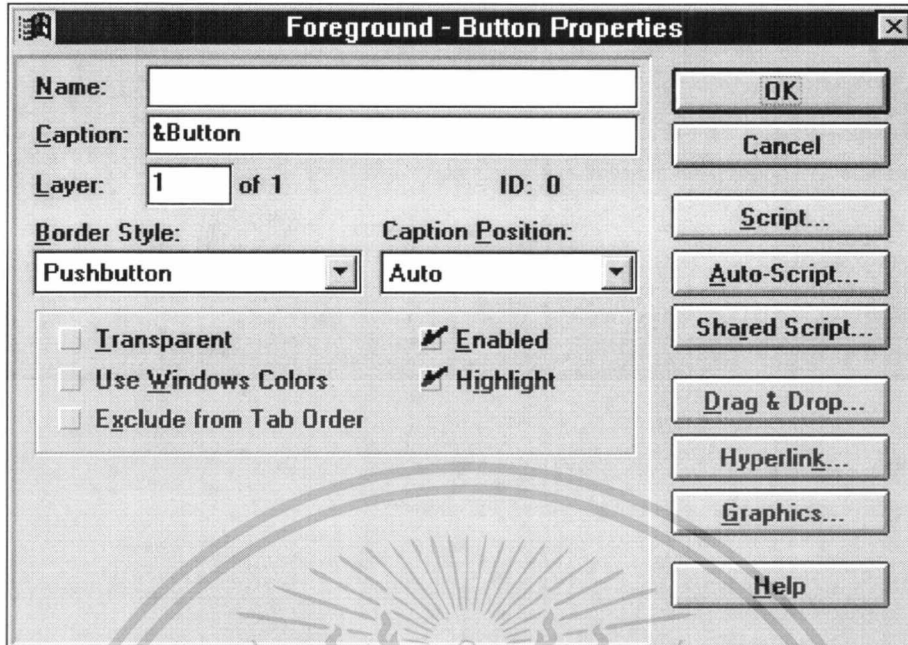 Foreground - Button Properties
Name:
Caption: &Button
Layer: 1 of 1 ID: 0
Border Style: Caption Position:
Pushbutton Auto
Transparent Enabled
Use Windows Colors Highlight
Exclude from Tab Order
OK
Cancel
Script...
Auto-Script...
Shared Script...
Drag & Drop...
Hyperlink...
Graphics...
Help